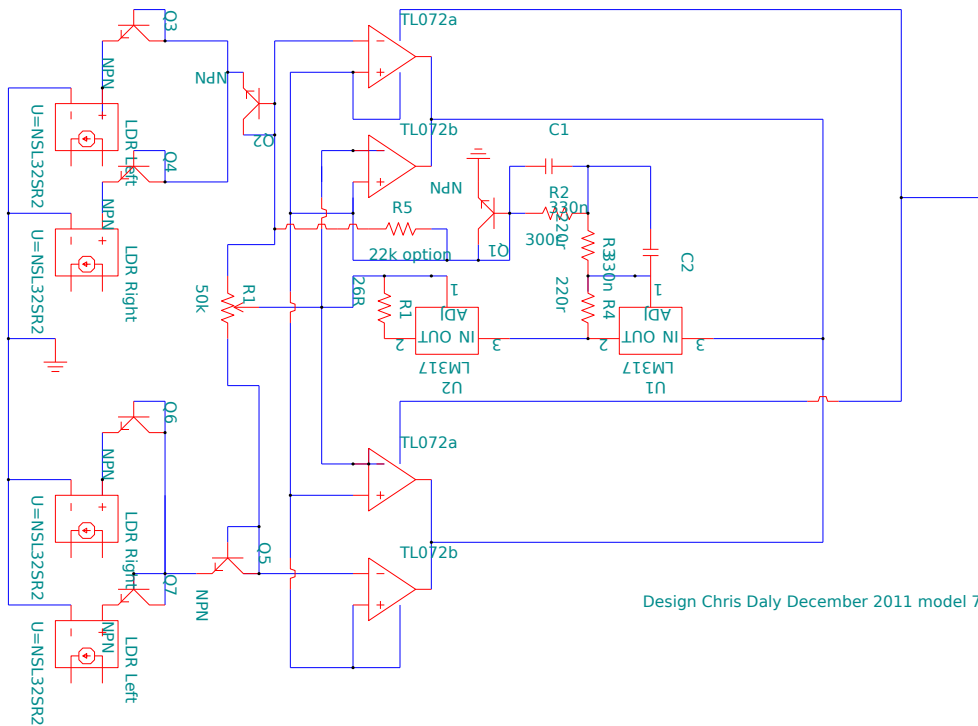 Q3
TL072a
NPN
NPN
U=NSL32SR2
LDR Left
Q2
TL072b
C1
Q4
NPN
NPN
R2
330n
300r
220r
R3
330n
C2
R5
22k option
Q1
U=NSL32SR2
LDR Right
50k
R1
26R
R1
220r
R4
1
ADJ
IN OUT
2
3
LM317
U2
1
ADJ
IN OUT
2
3
LM317
U1
Q6
TL072a
NPN
U=NSL32SR2
LDR Right
Q5
TL072b
Q7
NPN
NPN
U=NSL32SR2
LDR Left
Design Chris Daly December 2011 model 7